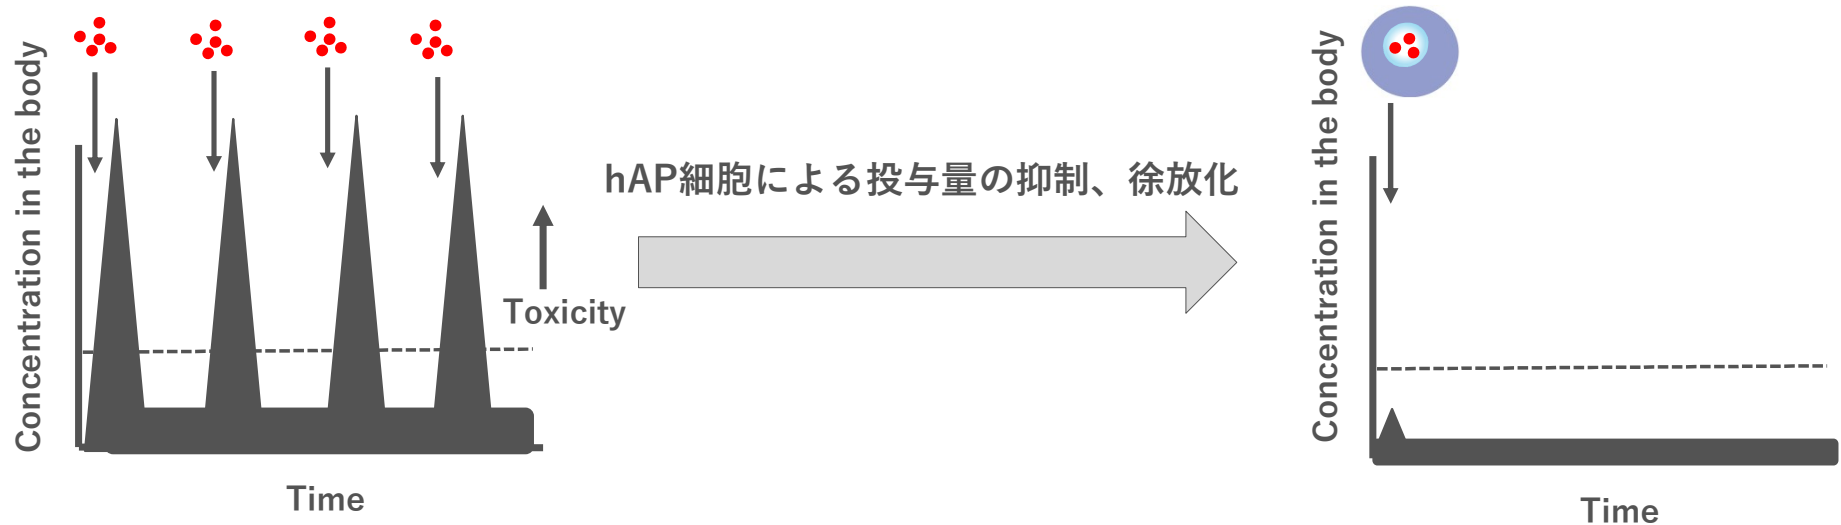 Concentration in the body
Time
Toxicity
hAP細胞による投与量の抑制、徐放化
Concentration in the body
Time